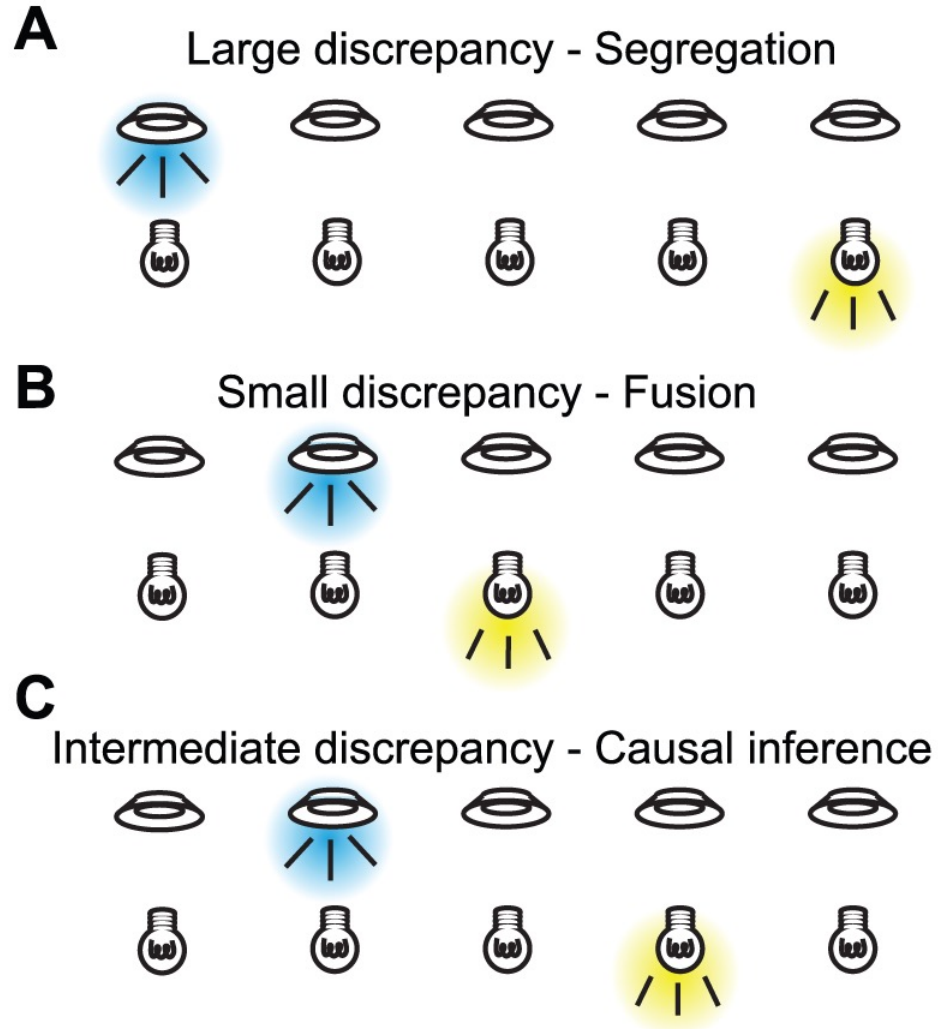 A
Large discrepancy - Segregation
B
Small discrepancy - Fusion
C
Intermediate discrepancy - Causal inference